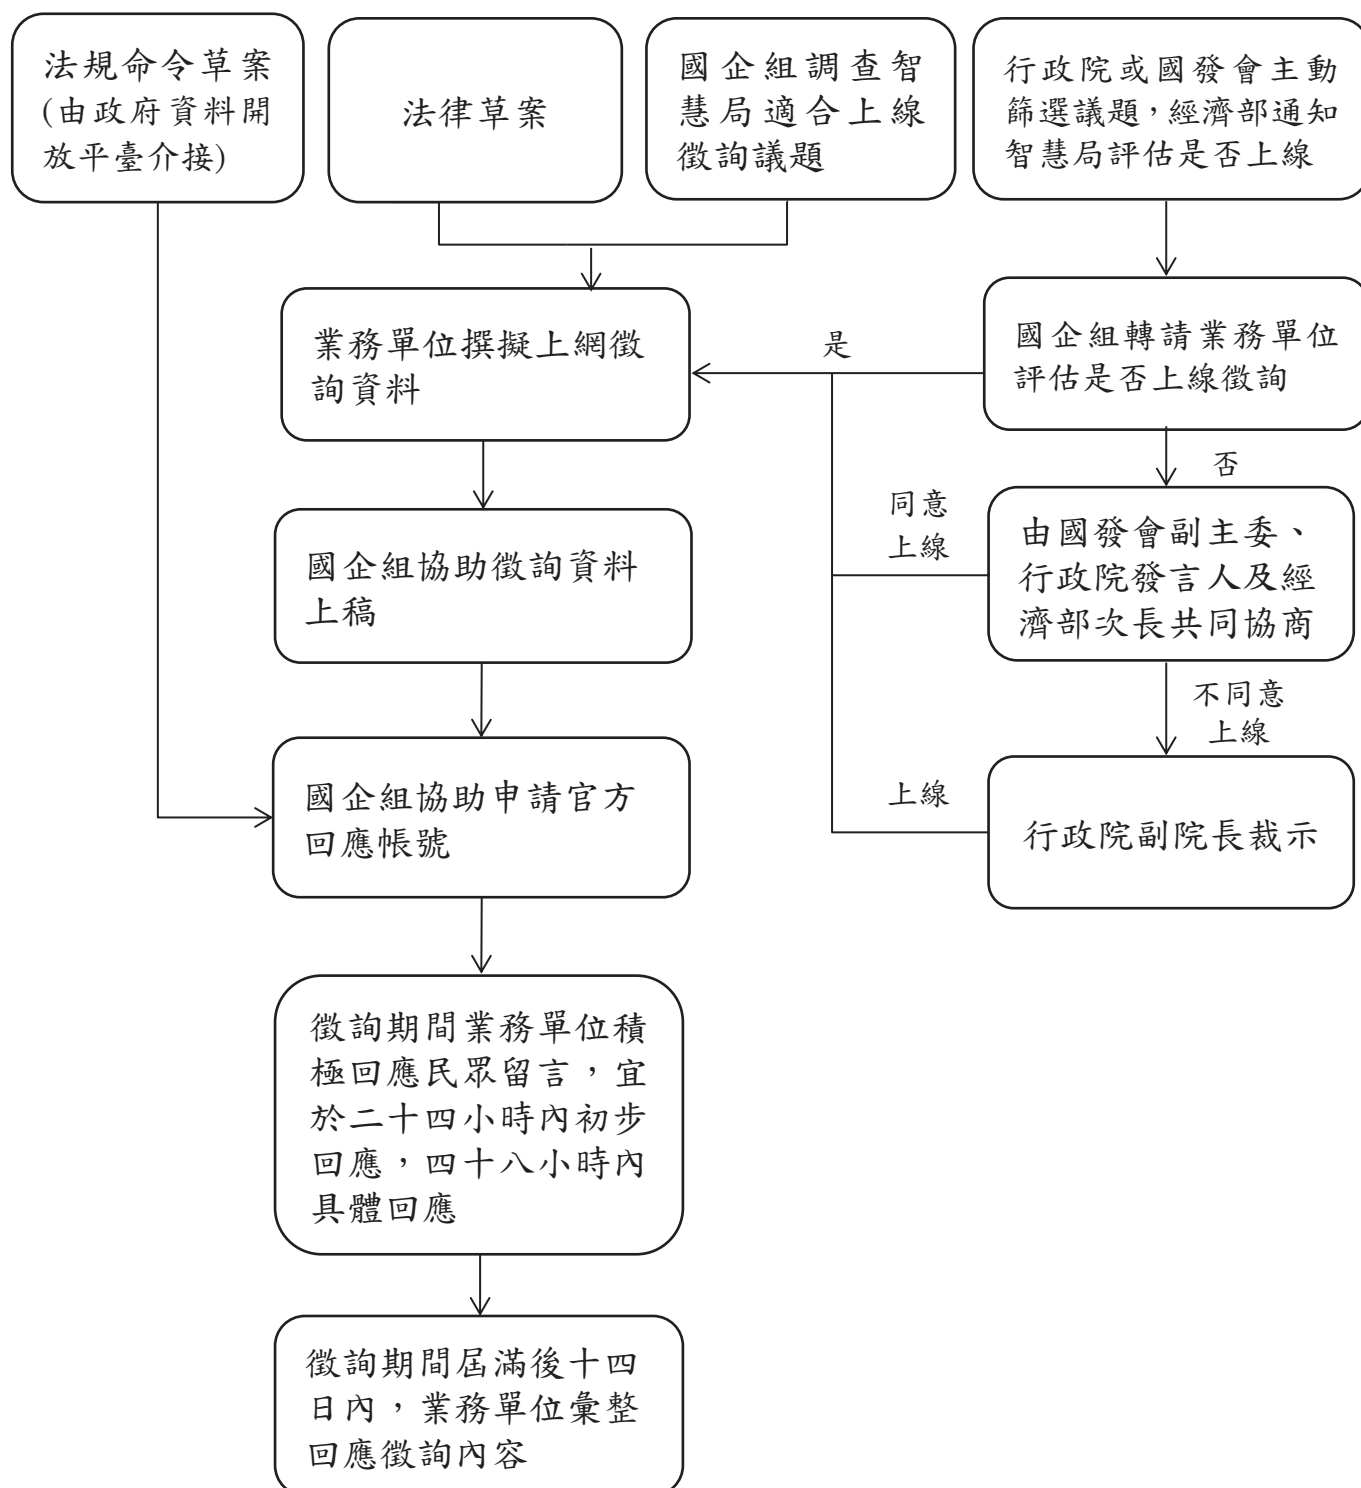 法規命令草案
(由政府資料開
放平臺介接)
法律草案
國企組調查智
慧局適合上線
徵詢議題
行政院或國發會主動
篩選議題，經濟部通知
智慧局評估是否上線
業務單位撰擬上網徵
詢資料
是
國企組轉請業務單位
評估是否上線徵詢
否
同意
上線
由國發會副主委、
行政院發言人及經
濟部次長共同協商
國企組協助徵詢資料
上稿
不同意
上線
國企組協助申請官方
回應帳號
上線
行政院副院長裁示
徵詢期間業務單位積
極回應民眾留言，宜
於二十四小時內初步
回應，四十八小時內
具體回應
徵詢期間屆滿後十四
日內，業務單位彙整
回應徵詢內容